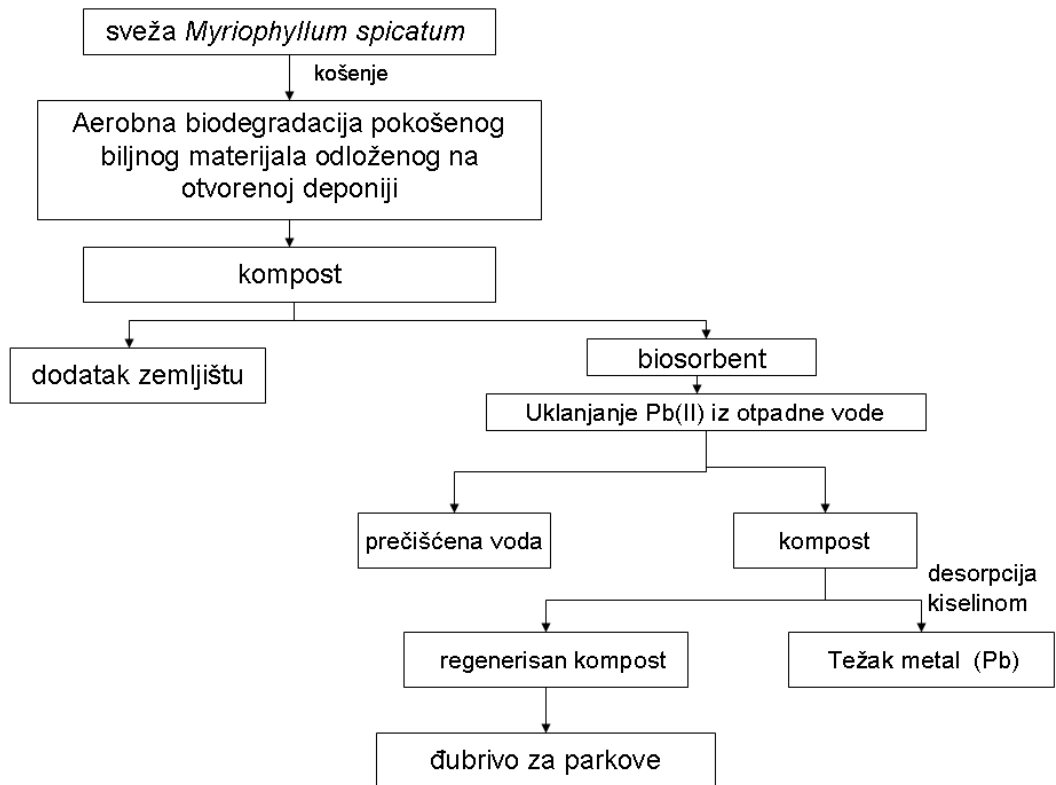 sveža Myriophyllum spicatum
košenje
Aerobna biodegradacija pokošenog
biljnog materijala odloženog na
otvorenoj deponiji
kompost
dodatak zemljištu
biosorbent
Uklanjanje Pb(II) iz otpadne vode
prečišćena voda
kompost
desorpcija
kiselinom
regenerisan kompost
Težak metal (Pb)
đubrivo za parkove